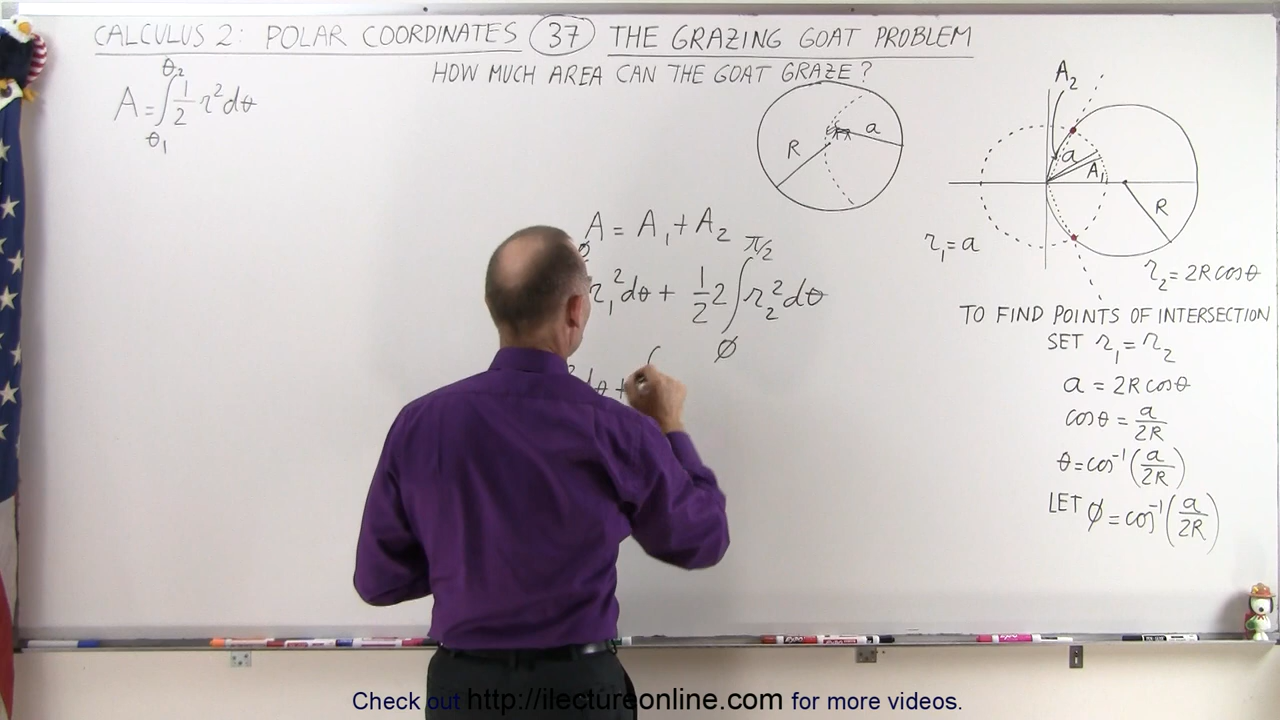 CALCULUS 2: POLAR COORDINATES 37 THE GRAZING GOAT PROBLEM
HOW MUCH AREA CAN THE GOAT GRAZE?
θ2
A = ∫ 1/2 r² dθ
θ1
R
a
A2
a
A1
R
r1 = a
r2 = 2R cos θ
A = A1 + A2
r1² dθ + 1/2 2 ∫ r2² dθ
π/2
ϕ
dθ + ∫
TO FIND POINTS OF INTERSECTION
SET r1 = r2
a = 2R cos θ
cos θ = a/2R
θ = cos⁻¹(a/2R)
LET ϕ = cos⁻¹(a/2R)
Check out http://ilectureonline.com for more videos.